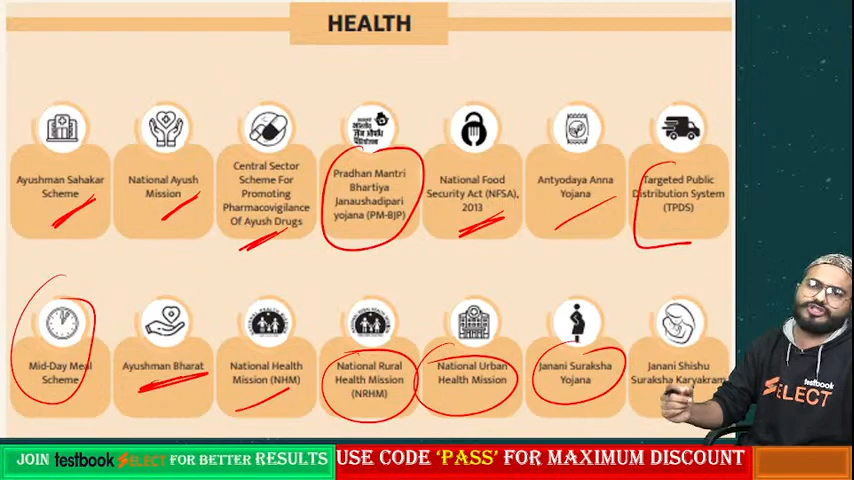 HEALTH
Ayushman Sahakar
Scheme
National Ayush
Mission
Central Sector
Scheme For
Promoting
Pharmacovigilance
Of Ayush Drugs
Pradhan Mantri
Bhartiya
Janaushadipari
yojana (PM-BJP)
National Food
Security Act (NFSA),
2013
Antyodaya Anna
Yojana
Targeted Public
Distribution System
(TPDS)
Mid-Day Meal
Scheme
Ayushman Bharat
National Health
Mission (NHM)
National Rural
Health Mission
(NRHM)
National Urban
Health Mission
Janani Suraksha
Yojana
Janani Shishu
Suraksha Karyakram
testbook
SELECT
JOIN testbook SELECT FOR BETTER RESULTS
USE CODE 'PASS' FOR MAXIMUM DISCOUNT